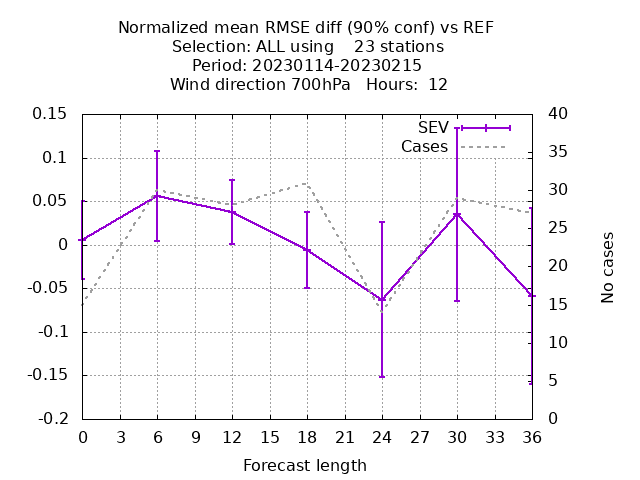 Normalized mean RMSE diff (90% conf) vs REF
Selection: ALL using    23 stations
Period: 20230114-20230215
Wind direction 700hPa   Hours:  12
SEV
Cases
0.15
0.1
0.05
0
-0.05
-0.1
-0.15
-0.2
40
35
30
25
20
15
10
5
0
No cases
0 3 6 9 12 15 18 21 24 27 30 33 36
Forecast length